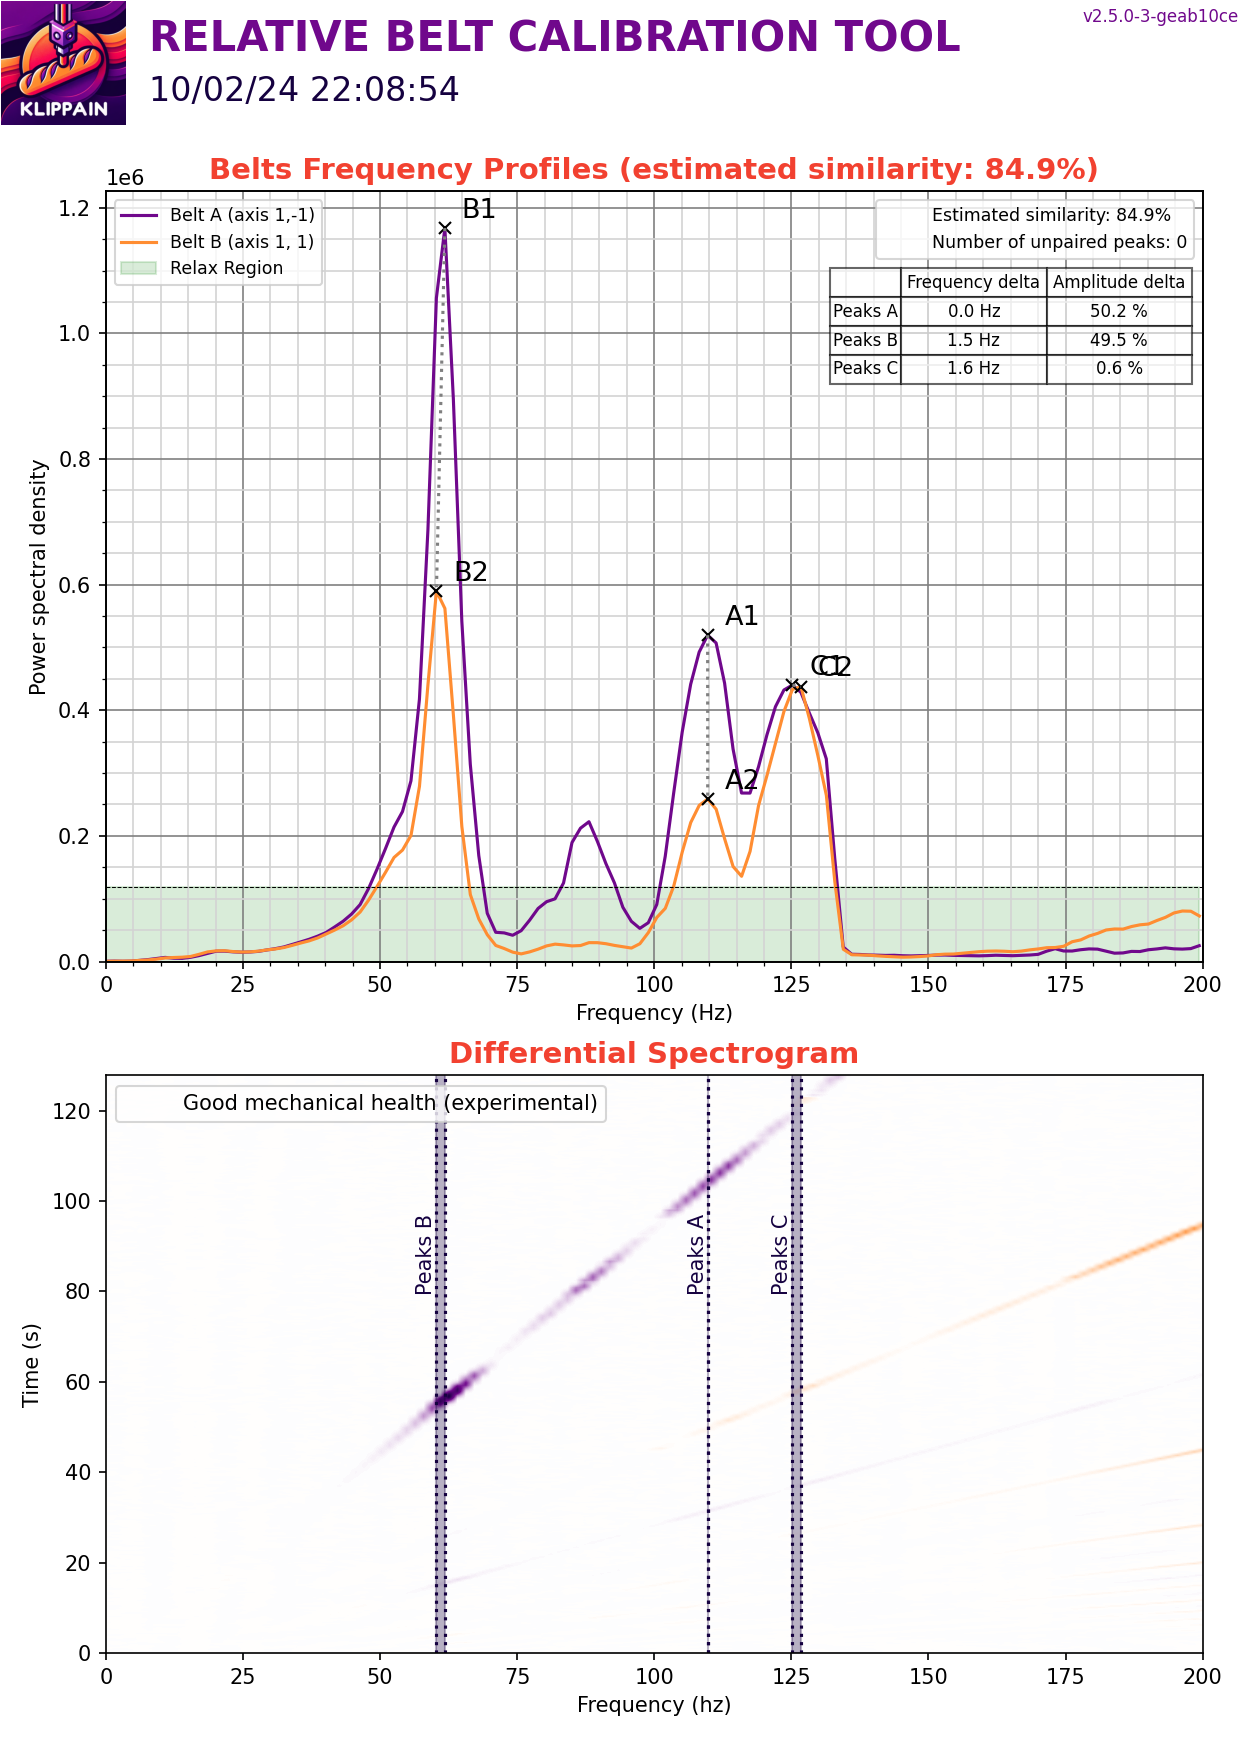 v2.5.0-3-geab10ce
RELATIVE BELT CALIBRATION TOOL
10/02/24 22:08:54
KLIPPAIN
Belts Frequency Profiles (estimated similarity: 84.9%)
1e6
Belt A (axis 1,-1)
Belt B (axis 1, 1)
Relax Region
Estimated similarity: 84.9%
Number of unpaired peaks: 0
Frequency delta Amplitude delta
Peaks A 0.0 Hz 50.2 %
Peaks B 1.5 Hz 49.5 %
Peaks C 1.6 Hz 0.6 %
B1
B2
A1
A2
C1
C2
1.2
1.0
0.8
0.6
0.4
0.2
0.0
Power spectral density
0 25 50 75 100 125 150 175 200
Frequency (Hz)
Differential Spectrogram
Good mechanical health (experimental)
Peaks B
Peaks A
Peaks C
120
100
80
60
40
20
0
Time (s)
0 25 50 75 100 125 150 175 200
Frequency (hz)